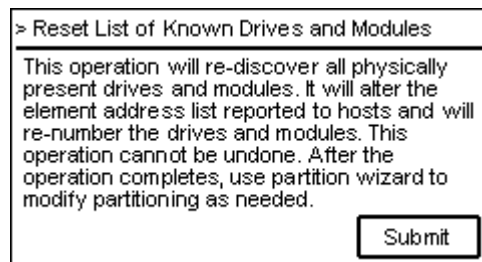 > Reset List of Known Drives and Modules
This operation will re-discover all physically
present drives and modules. It will alter the
element address list reported to hosts and will
re-number the drives and modules. This
operation cannot be undone. After the
operation completes, use partition wizard to
modify partitioning as needed.
Submit